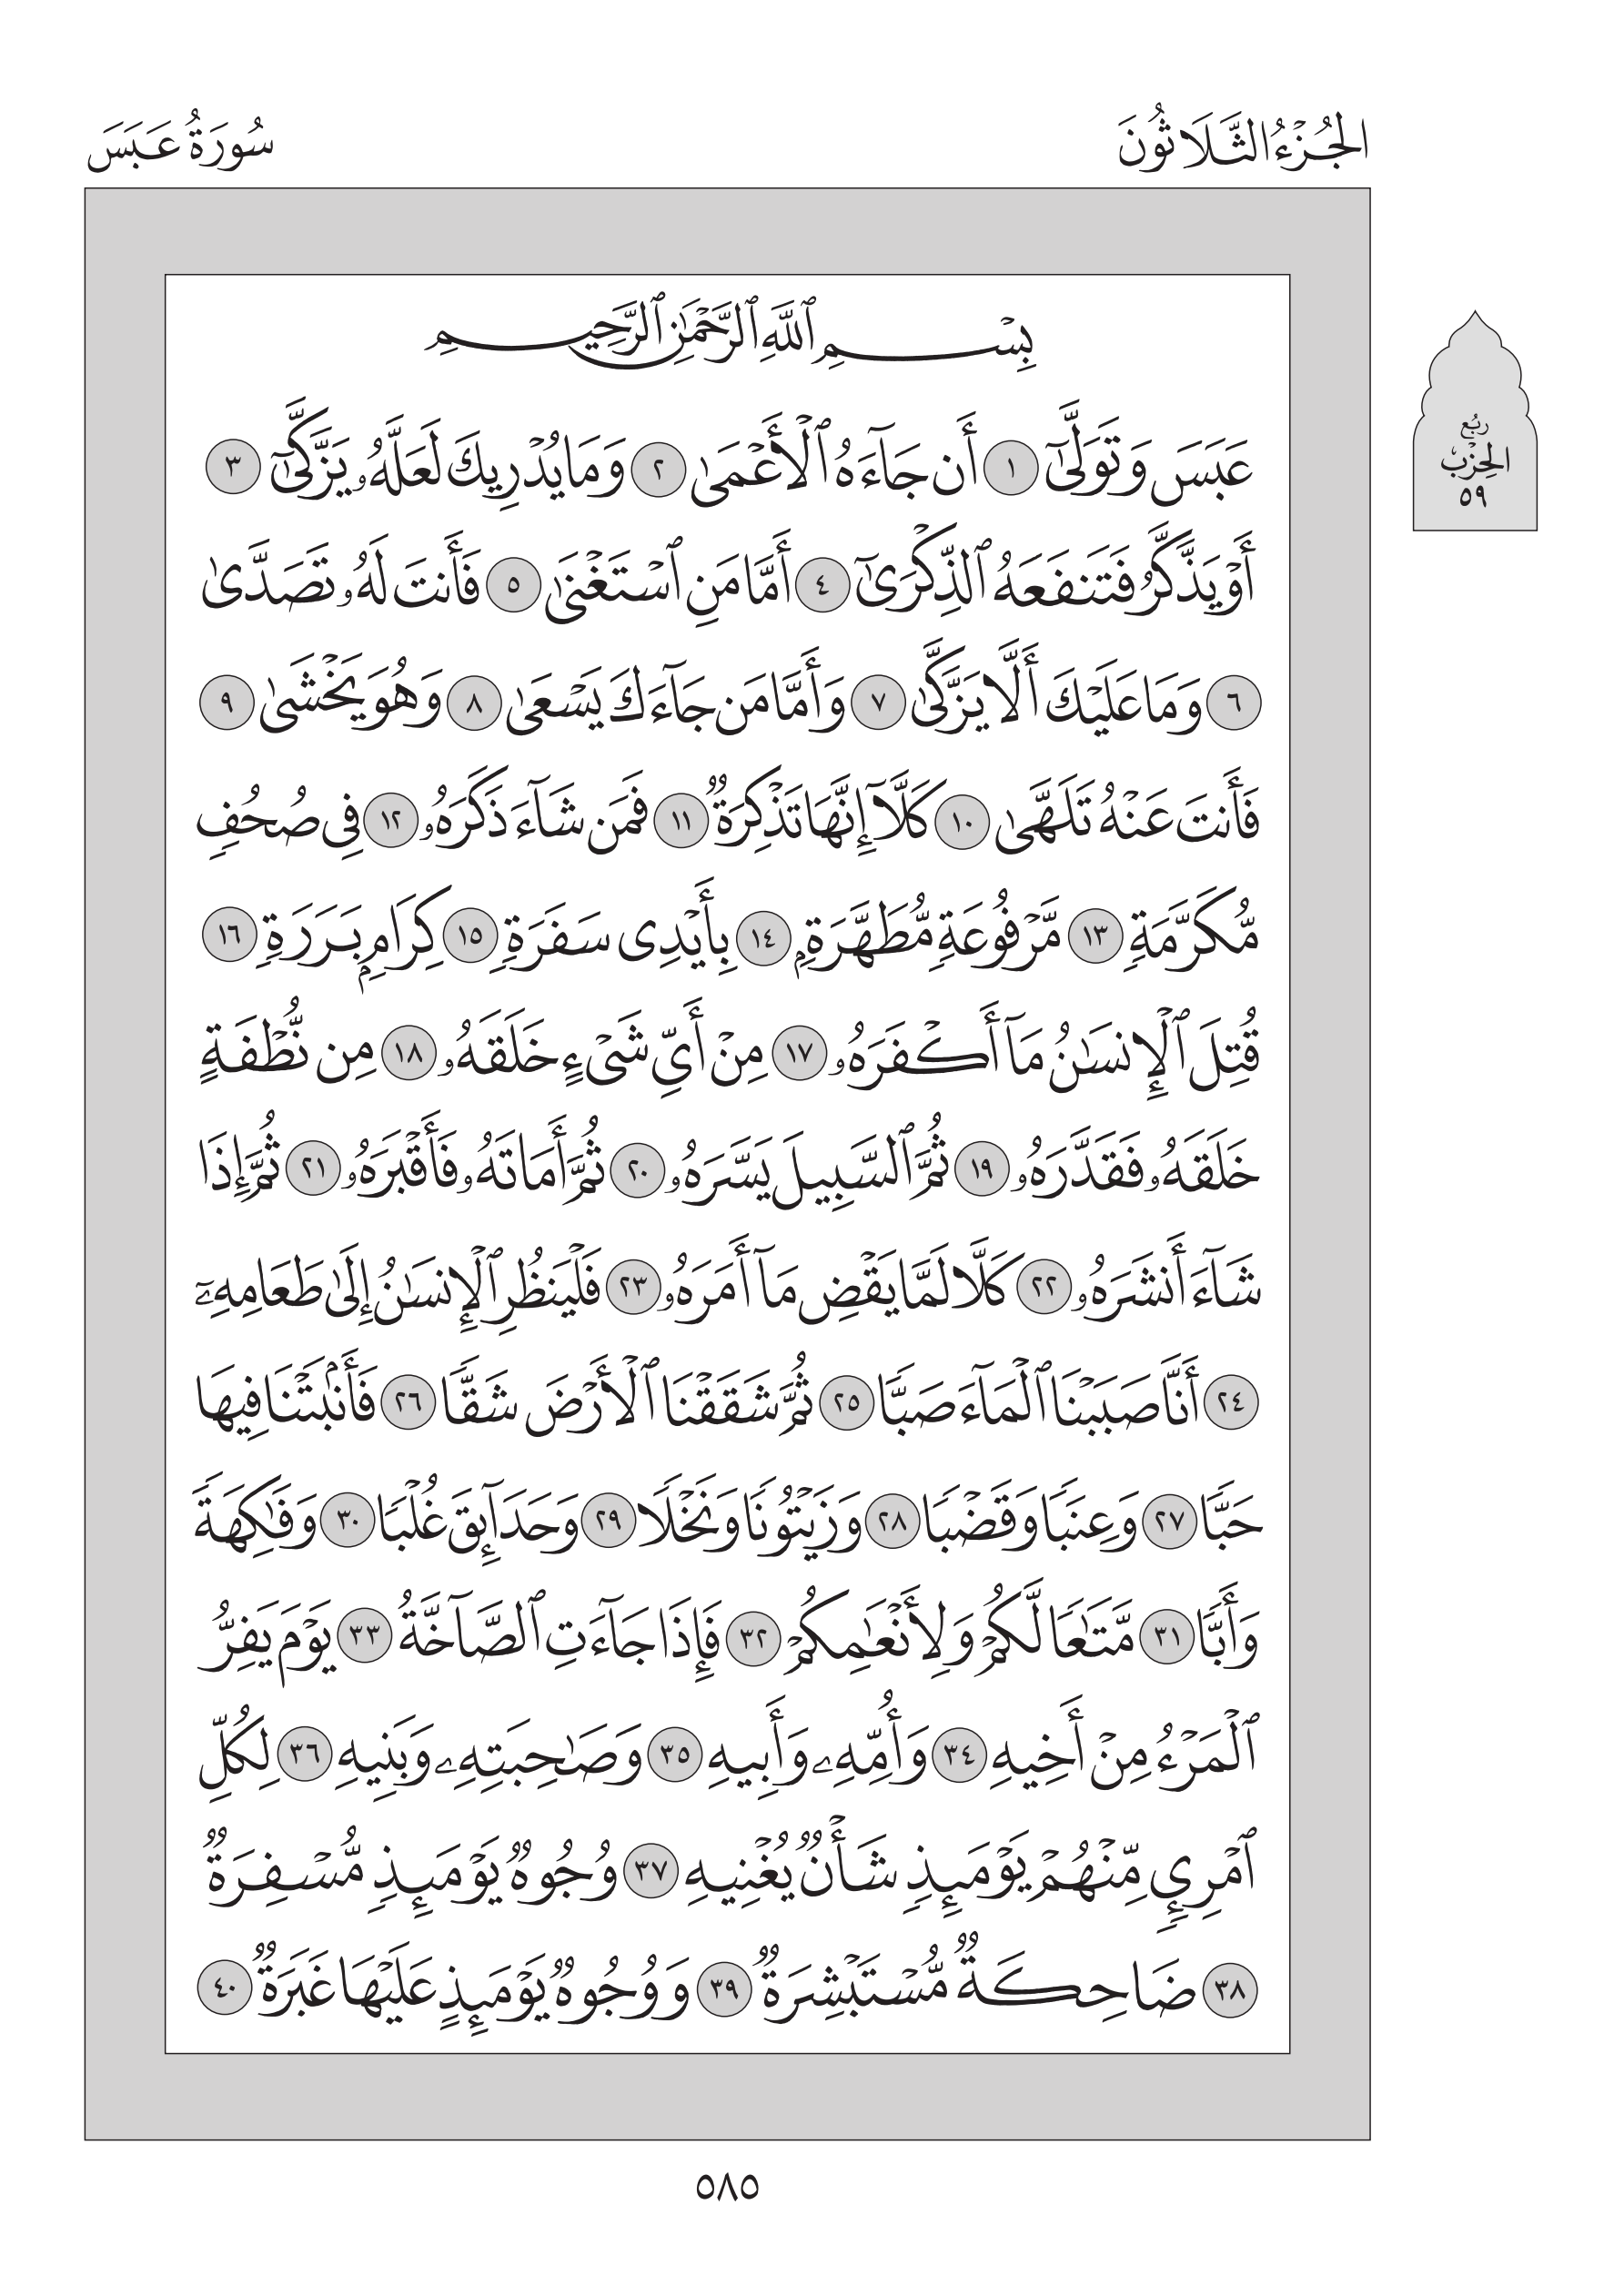 الجُزْءُ الثَّلَاثُونَ
سُورَةُ عَبَسَ
رُبُع
الحِزْب
٥٩
بِسْمِ ٱللَّهِ ٱلرَّحْمَٰنِ ٱلرَّحِيمِ
عَبَسَ وَتَوَلَّىٰٓ ١ أَن جَآءَهُ ٱلْأَعْمَىٰ ٢ وَمَا يُدْرِيكَ لَعَلَّهُۥ يَزَّكَّىٰٓ ٣
أَوْ يَذَّكَّرُ فَتَنفَعَهُ ٱلذِّكْرَىٰٓ ٤ أَمَّا مَنِ ٱسْتَغْنَىٰ ٥ فَأَنتَ لَهُۥ تَصَدَّىٰ
٦ وَمَا عَلَيْكَ أَلَّا يَزَّكَّىٰ ٧ وَأَمَّا مَن جَآءَكَ يَسْعَىٰ ٨ وَهُوَ يَخْشَىٰ ٩
فَأَنتَ عَنْهُ تَلَهَّىٰ ١٠ كَلَّآ إِنَّهَا تَذْكِرَةٌ ١١ فَمَن شَآءَ ذَكَرَهُۥ ١٢ فِى صُحُفٍ
مُّكَرَّمَةٍ ١٣ مَّرْفُوعَةٍ مُّطَهَّرَةٍۭ ١٤ بِأَيْدِى سَفَرَةٍ ١٥ كِرَامٍۭ بَرَرَةٍ ١٦
قُتِلَ ٱلْإِنسَٰنُ مَآ أَكْفَرَهُۥ ١٧ مِنْ أَىِّ شَىْءٍ خَلَقَهُۥ ١٨ مِن نُّطْفَةٍ
خَلَقَهُۥ فَقَدَّرَهُۥ ١٩ ثُمَّ ٱلسَّبِيلَ يَسَّرَهُۥ ٢٠ ثُمَّ أَمَاتَهُۥ فَأَقْبَرَهُۥ ٢١ ثُمَّ إِذَا
شَآءَ أَنشَرَهُۥ ٢٢ كَلَّا لَمَّا يَقْضِ مَآ أَمَرَهُۥ ٢٣ فَلْيَنظُرِ ٱلْإِنسَٰنُ إِلَىٰ طَعَامِهِۦٓ
٢٤ أَنَّا صَبَبْنَا ٱلْمَآءَ صَبًّا ٢٥ ثُمَّ شَقَقْنَا ٱلْأَرْضَ شَقًّا ٢٦ فَأَنۢبَتْنَا فِيهَا
حَبًّا ٢٧ وَعِنَبًا وَقَضْبًا ٢٨ وَزَيْتُونًا وَنَخْلًا ٢٩ وَحَدَآئِقَ غُلْبًا ٣٠ وَفَٰكِهَةً
وَأَبًّا ٣١ مَّتَٰعًا لَّكُمْ وَلِأَنْعَٰمِكُمْ ٣٢ فَإِذَا جَآءَتِ ٱلصَّآخَّةُ ٣٣ يَوْمَ يَفِرُّ
ٱلْمَرْءُ مِنْ أَخِيهِ ٣٤ وَأُمِّهِۦ وَأَبِيهِ ٣٥ وَصَٰحِبَتِهِۦ وَبَنِيهِ ٣٦ لِكُلِّ
ٱمْرِئٍ مِّنْهُمْ يَوْمَئِذٍ شَأْنٌ يُغْنِيهِ ٣٧ وُجُوهٌ يَوْمَئِذٍ مُّسْفِرَةٌ
٣٨ ضَاحِكَةٌ مُّسْتَبْشِرَةٌ ٣٩ وَوُجُوهٌ يَوْمَئِذٍ عَلَيْهَا غَبَرَةٌ ٤٠
٥٨٥